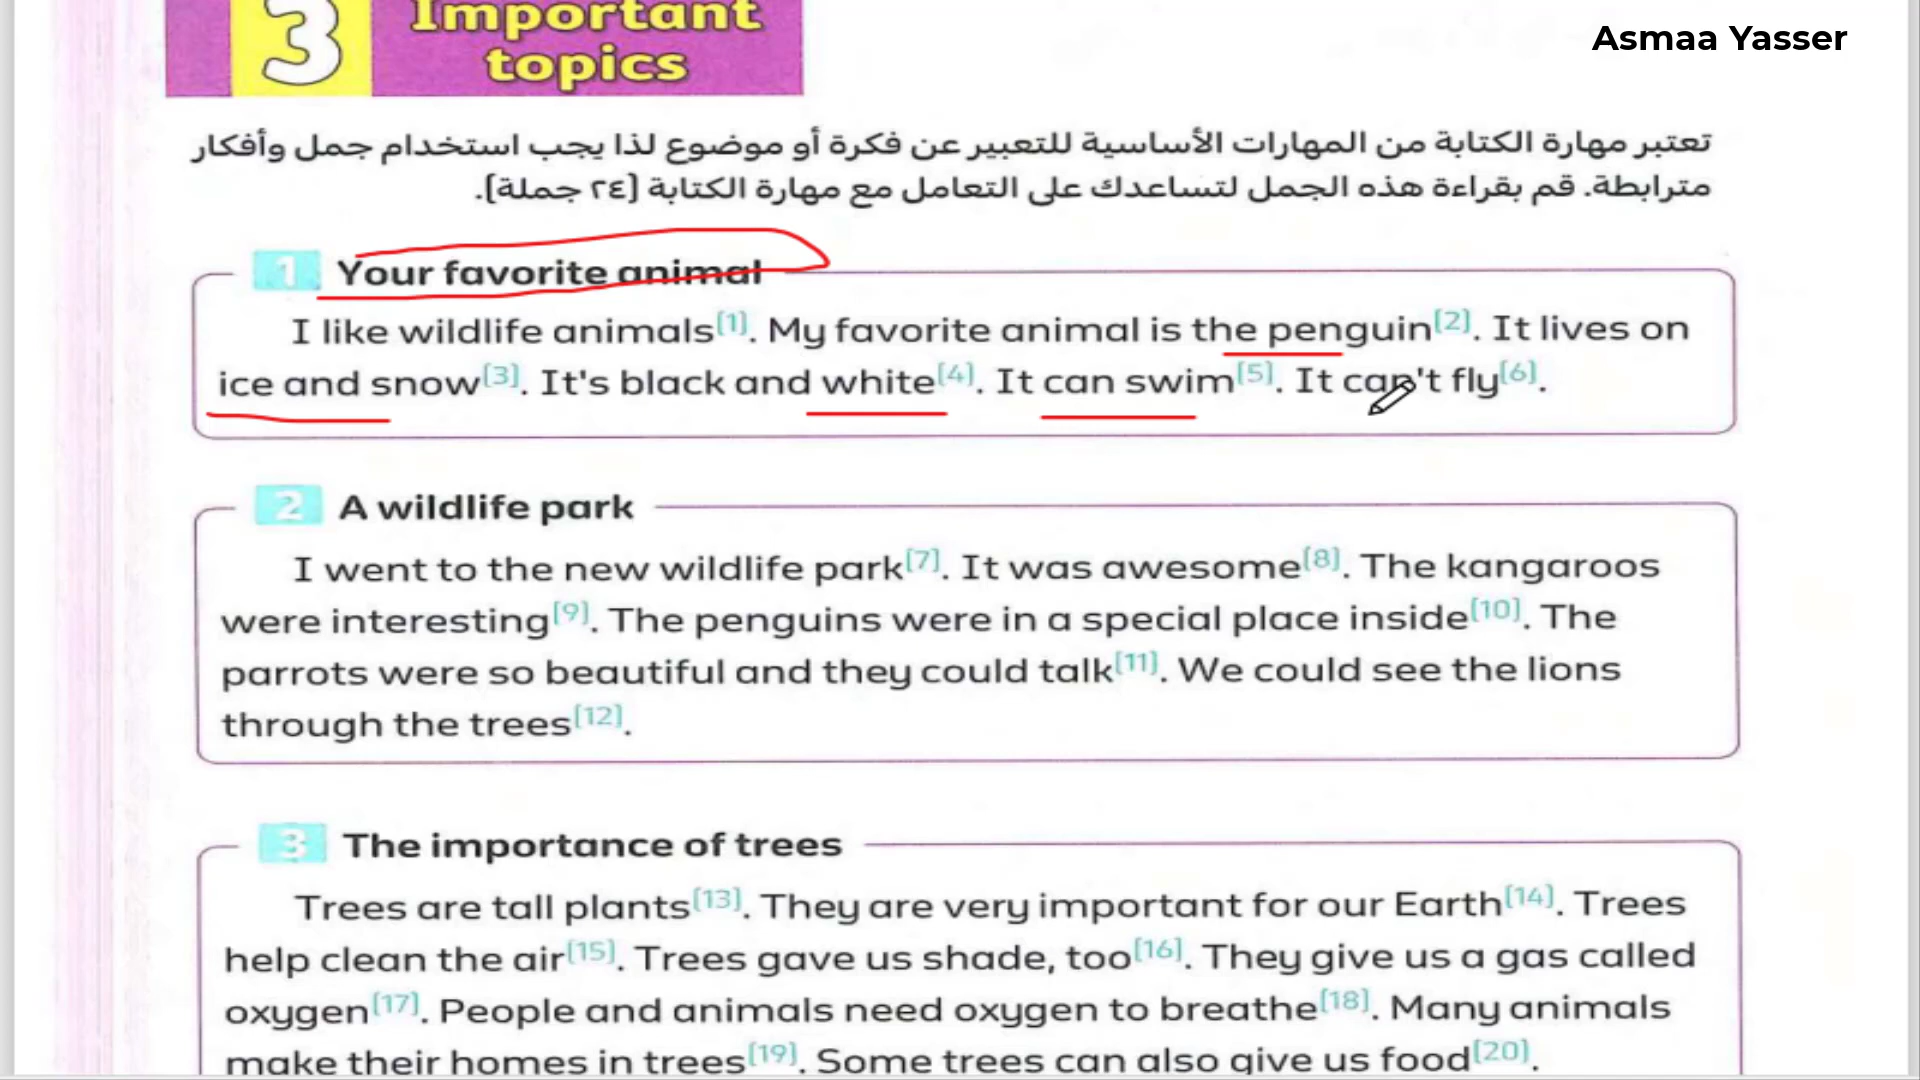 3 Important topics
Asmaa Yasser
تعتبر مهارة الكتابة من المهارات الأساسية للتعبير عن فكرة أو موضوع لذا يجب استخدام جمل وأفكار
مترابطة. قم بقراءة هذه الجمل لتساعدك على التعامل مع مهارة الكتابة [٢٤ جملة].
1 Your favorite animal
I like wildlife animals[1]. My favorite animal is the penguin[2]. It lives on
ice and snow[3]. It's black and white[4]. It can swim[5]. It can't fly[6].
2 A wildlife park
I went to the new wildlife park[7]. It was awesome[8]. The kangaroos
were interesting[9]. The penguins were in a special place inside[10]. The
parrots were so beautiful and they could talk[11]. We could see the lions
through the trees[12].
3 The importance of trees
Trees are tall plants[13]. They are very important for our Earth[14]. Trees
help clean the air[15]. Trees gave us shade, too[16]. They give us a gas called
oxygen[17]. People and animals need oxygen to breathe[18]. Many animals
make their homes in trees[19]. Some trees can also give us food[20].